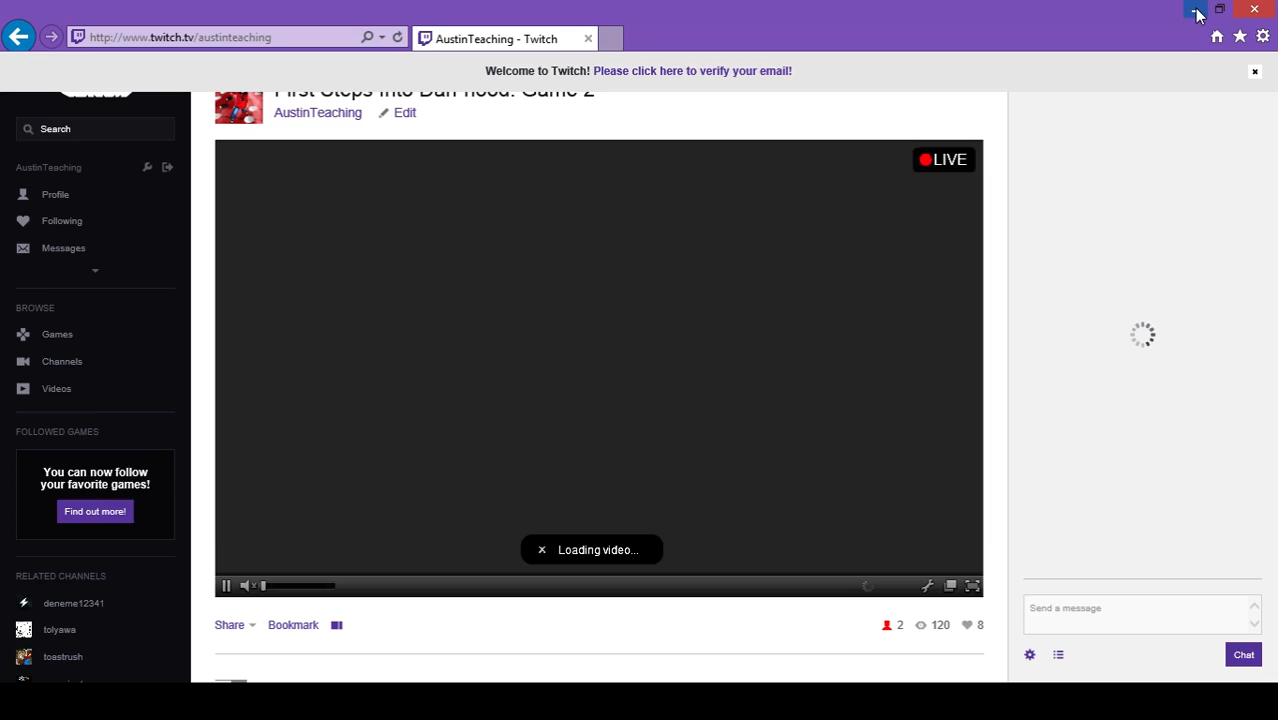 http://www.twitch.tv/austinteaching
AustinTeaching - Twitch
Welcome to Twitch! Please click here to verify your email!
Game 2
AustinTeaching
Edit
Search
AustinTeaching
Profile
Following
Messages
BROWSE
Games
Channels
Videos
FOLLOWED GAMES
You can now follow
your favorite games!
Find out more!
RELATED CHANNELS
deneme12341
tolyawa
toastrush
LIVE
Loading video...
Share
Bookmark
2
120
8
Send a message
Chat